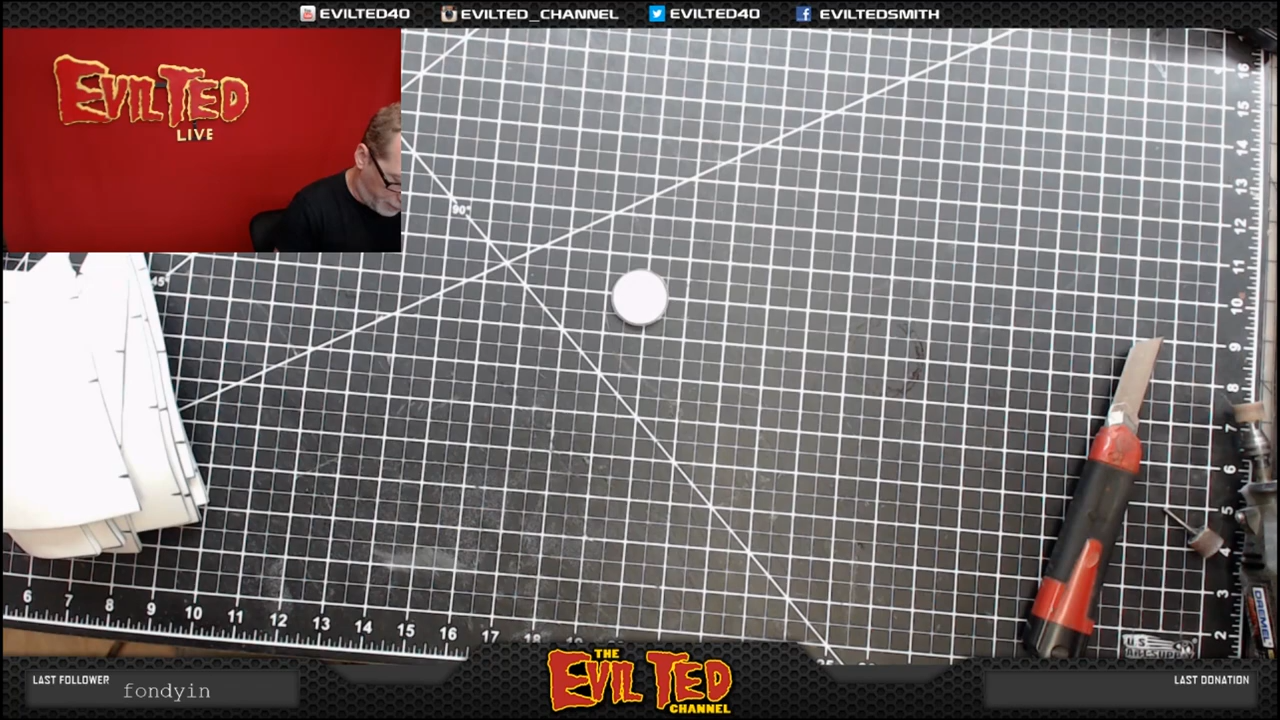 EVILTED40 EVILTED_CHANNEL EVILTED40 EVILTEDSMITH
EVIL TED
LIVE
90°
45°
16
15
14
13
12
11
10
9
8
7
6
5
4
3
2
6 7 8 9 10 11 12 13 14 15 16 17 18
DREMEL
LAST FOLLOWER fondyin
THE
EVIL TED
CHANNEL
LAST DONATION